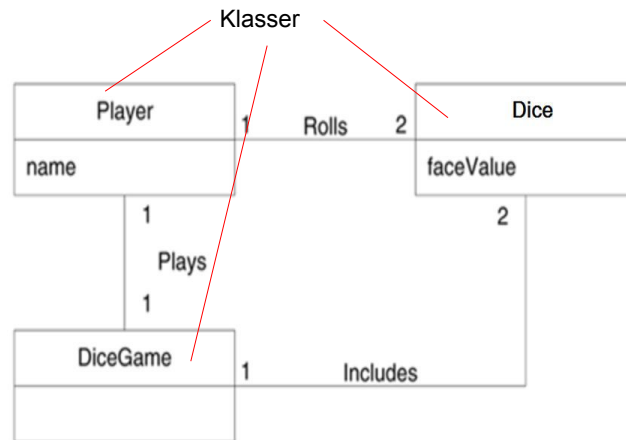 Klasser
Player
Dice
1 Rolls 2
name
faceValue
1
2
Plays
1
DiceGame
1 Includes